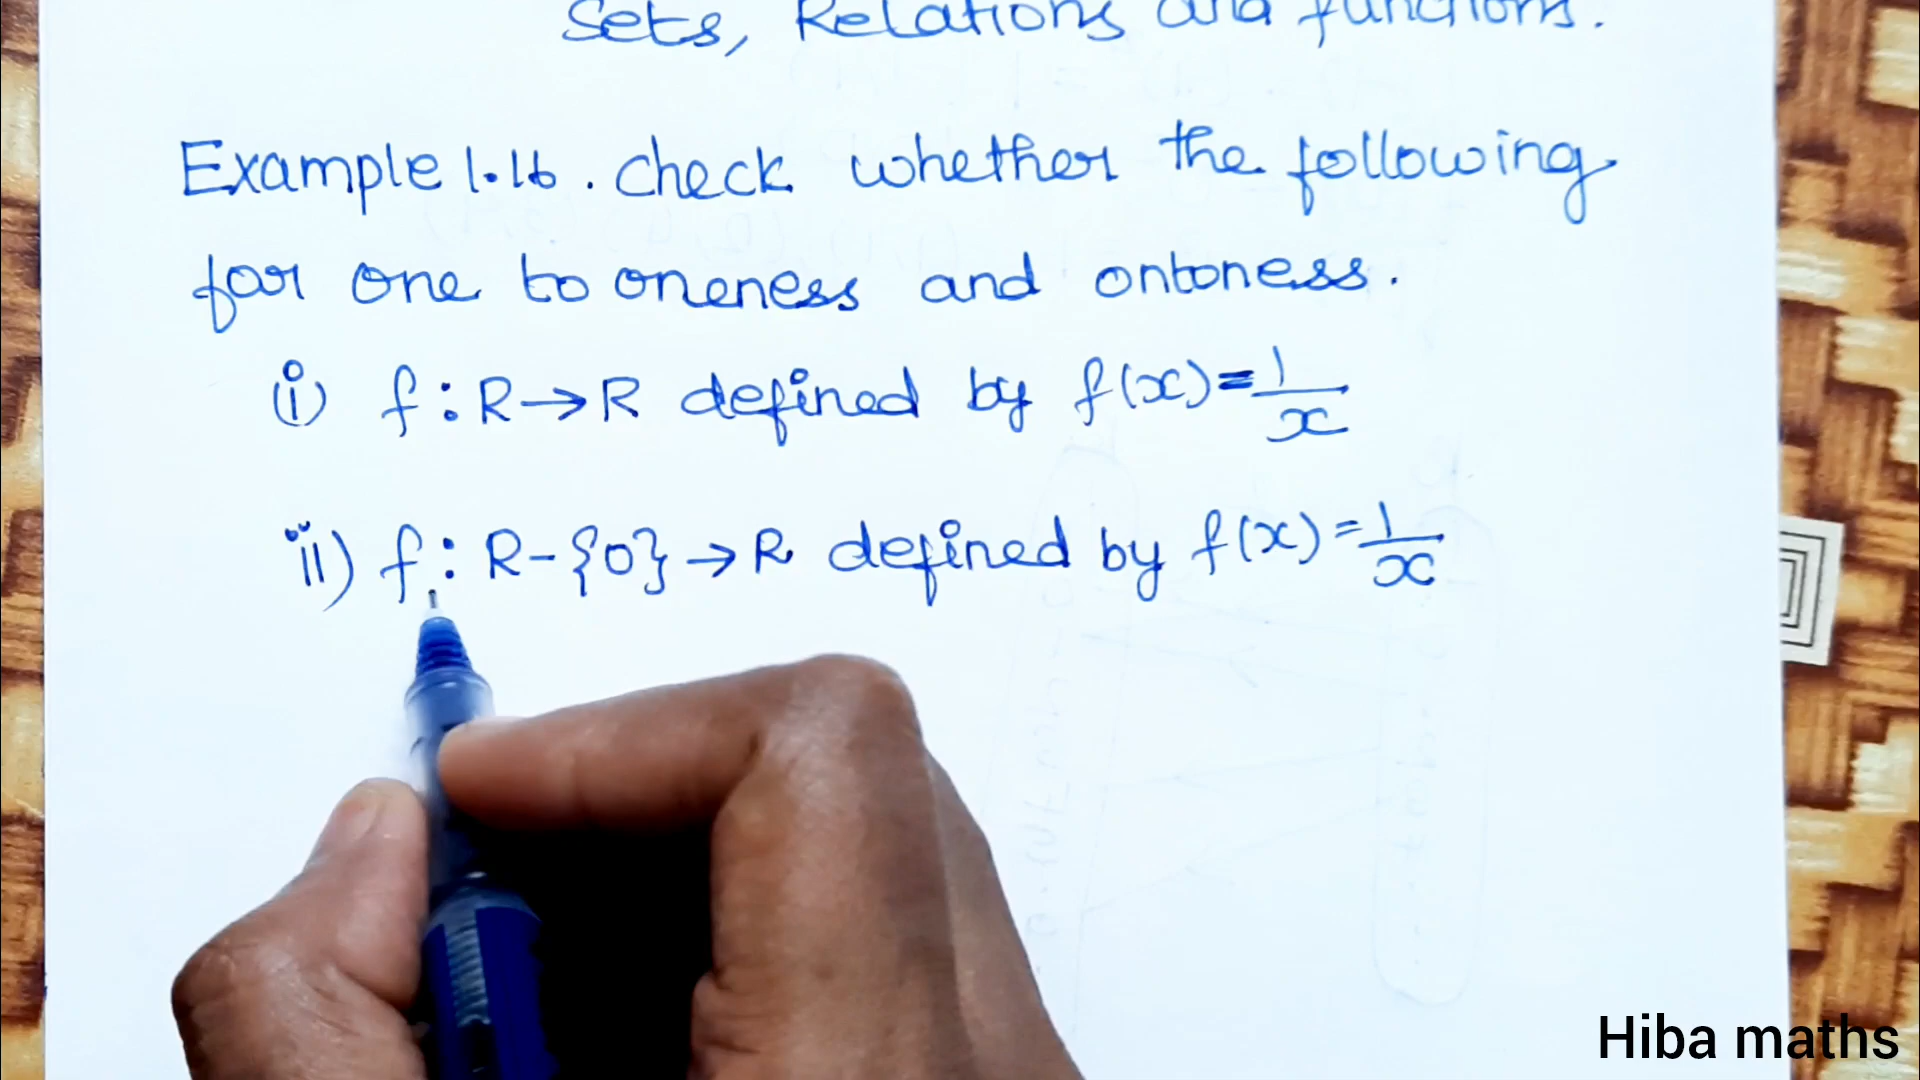 Sets, Relations and functions.
Example 1.16. check whether the following
for one to oneness and ontoness.
(i) f : R→R defined by f(x)=1/x
ii) f : R-{0}→R defined by f(x)=1/x
Hiba maths